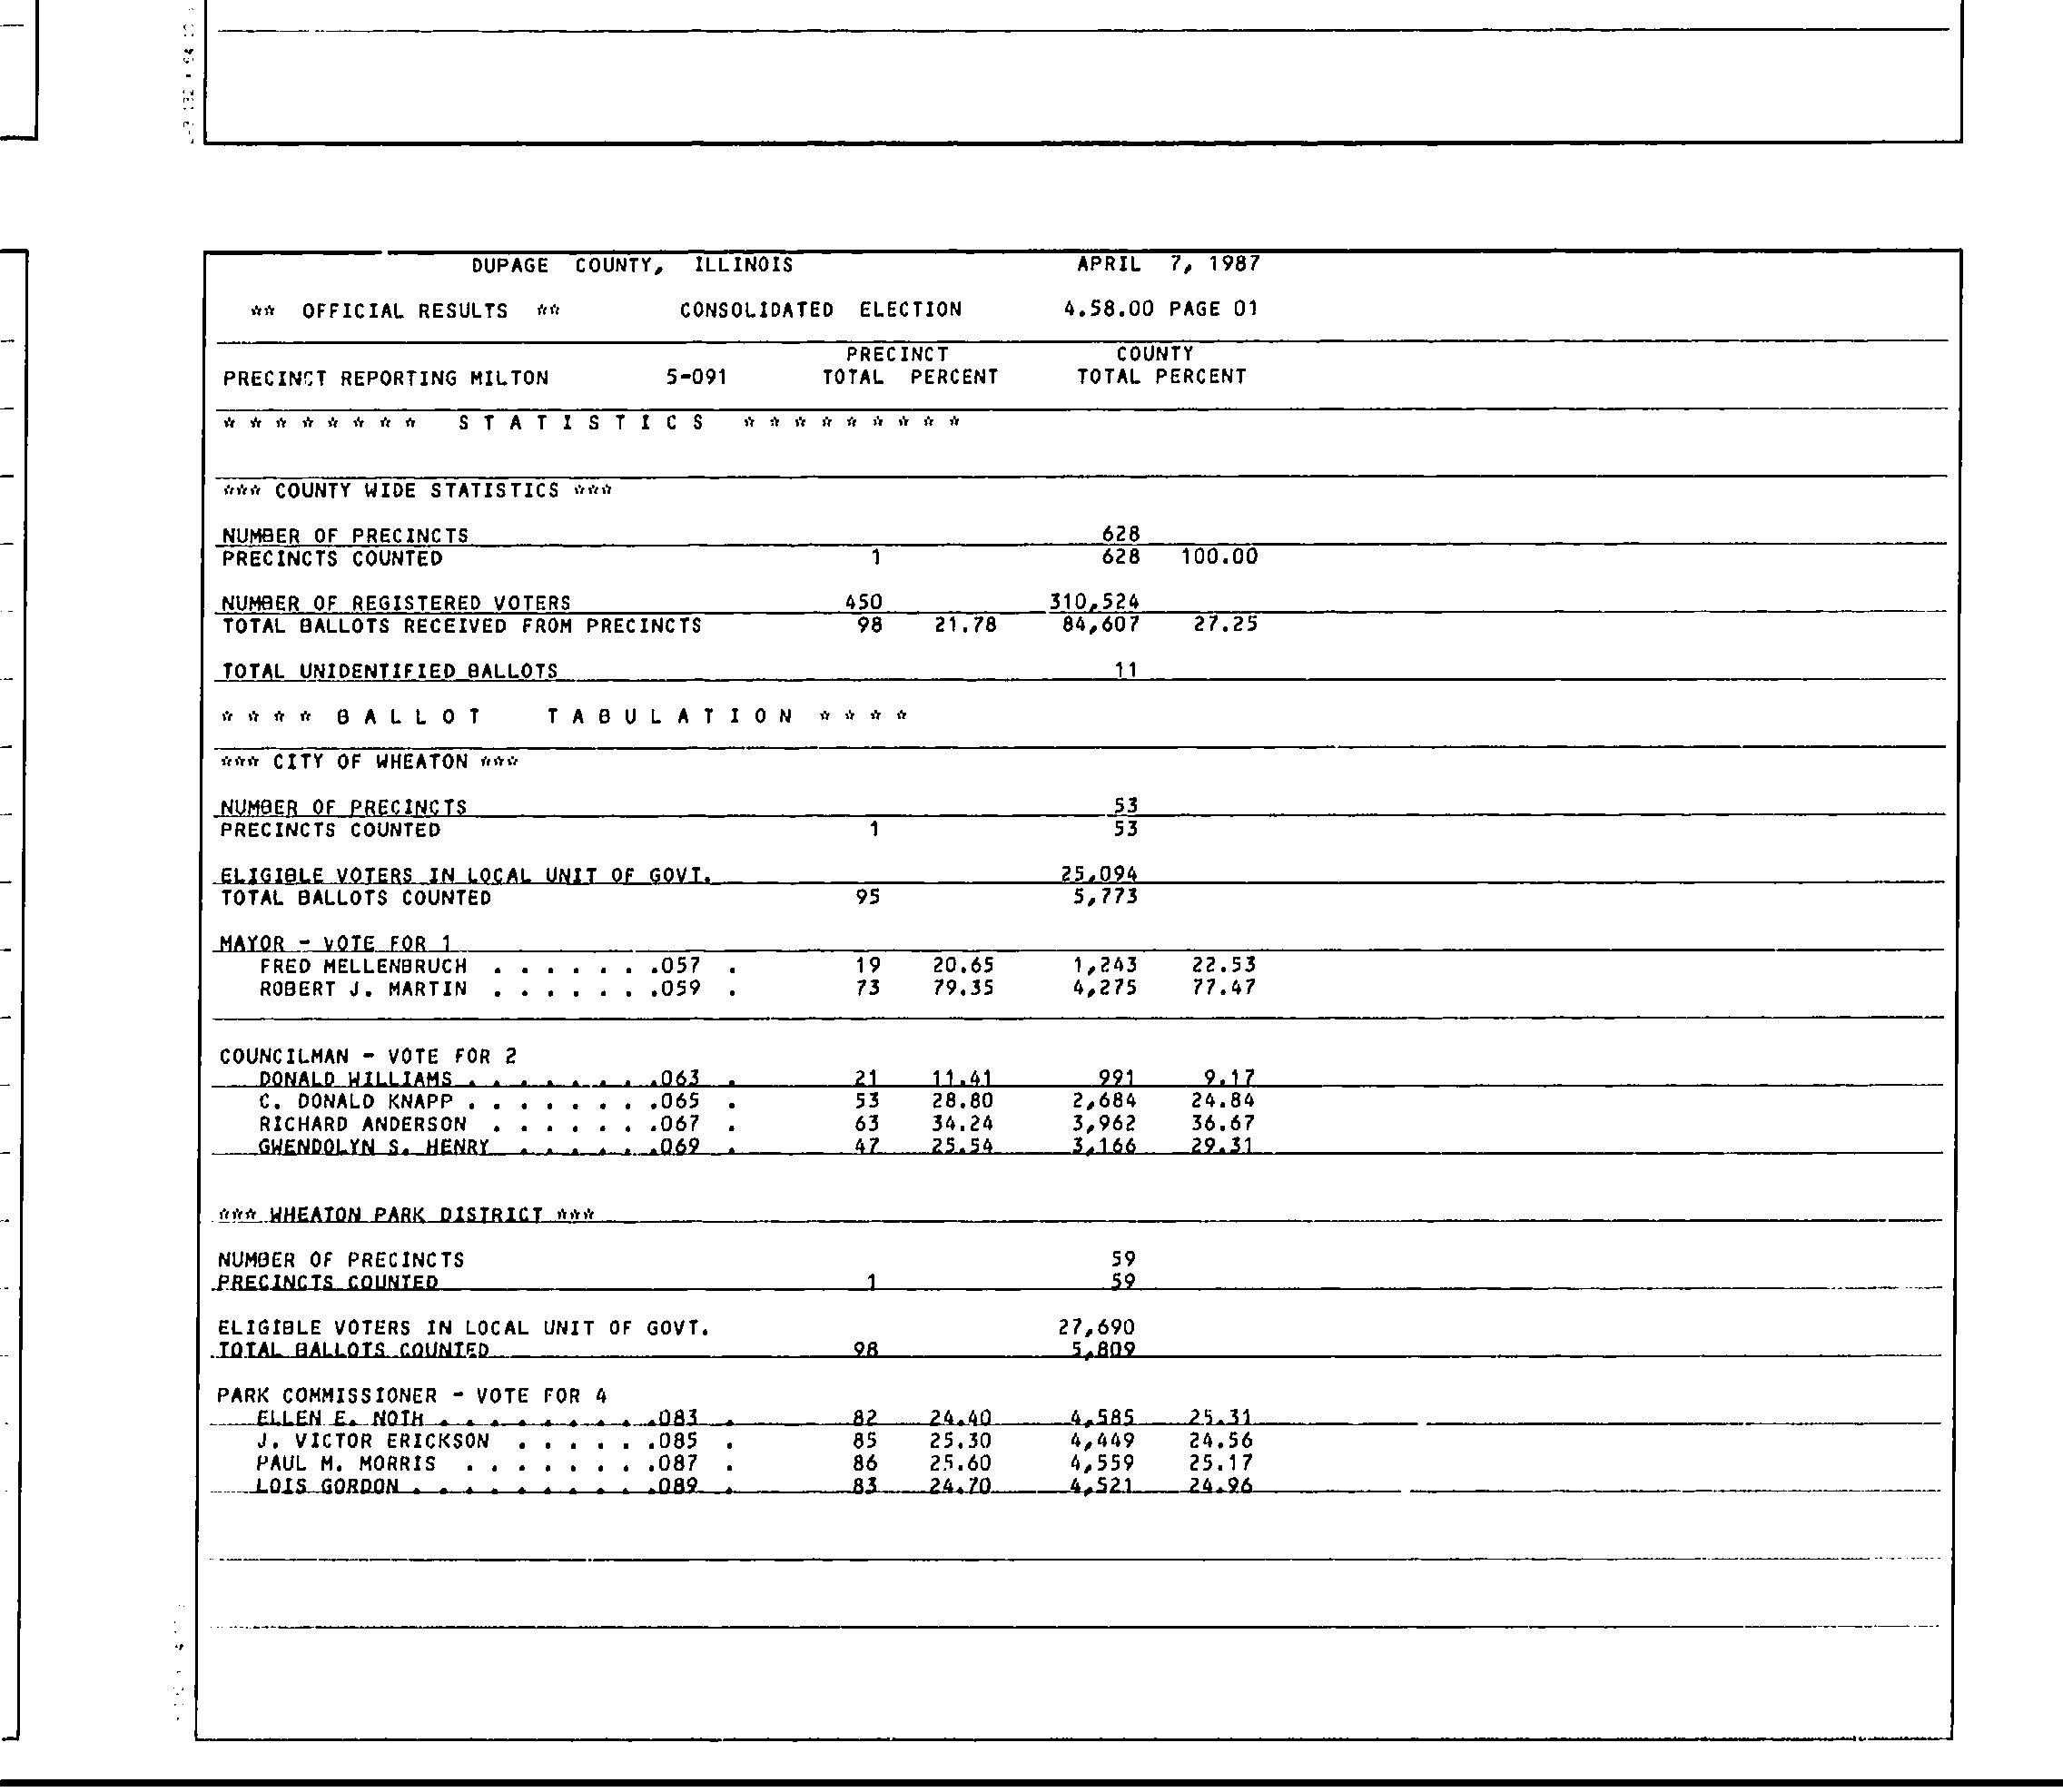 DUPAGE COUNTY, ILLINOIS APRIL 7, 1987
** OFFICIAL RESULTS ** CONSOLIDATED ELECTION 4.58.00 PAGE 01
PRECINCT COUNTY
PRECINCT REPORTING MILTON 5-091 TOTAL PERCENT TOTAL PERCENT
* * * * * * * * S T A T I S T I C S * * * * * * * * *
*** COUNTY WIDE STATISTICS ***
NUMBER OF PRECINCTS 628
PRECINCTS COUNTED 1 628 100.00
NUMBER OF REGISTERED VOTERS 450 310,524
TOTAL BALLOTS RECEIVED FROM PRECINCTS 98 21.78 84,607 27.25
TOTAL UNIDENTIFIED BALLOTS 11
* * * * B A L L O T T A B U L A T I O N * * * *
*** CITY OF WHEATON ***
NUMBER OF PRECINCTS 53
PRECINCTS COUNTED 1 53
ELIGIBLE VOTERS IN LOCAL UNIT OF GOVT. 25,094
TOTAL BALLOTS COUNTED 95 5,773
MAYOR - VOTE FOR 1
FRED MELLENBRUCH . . . . . . .057 . 19 20.65 1,243 22.53
ROBERT J. MARTIN . . . . . . .059 . 73 79.35 4,275 77.47
COUNCILMAN - VOTE FOR 2
DONALD WILLIAMS . . . . . . . .063 . 21 11.41 991 9.17
C. DONALD KNAPP . . . . . . . .065 . 53 28.80 2,684 24.84
RICHARD ANDERSON . . . . . . .067 . 63 34.24 3,962 36.67
GWENDOLYN S. HENRY . . . . . .069 . 47 25.54 3,166 29.31
*** WHEATON PARK DISTRICT ***
NUMBER OF PRECINCTS 59
PRECINCTS COUNTED 1 59
ELIGIBLE VOTERS IN LOCAL UNIT OF GOVT. 27,690
TOTAL BALLOTS COUNTED 98 5,809
PARK COMMISSIONER - VOTE FOR 4
ELLEN E. NOTH . . . . . . . . .083 . 82 24.40 4,585 25.31
J. VICTOR ERICKSON . . . . . .085 . 85 25.30 4,449 24.56
PAUL M. MORRIS . . . . . . . .087 . 86 25.60 4,559 25.17
LOIS GORDON . . . . . . . . . .089 . 83 24.70 4,521 24.96